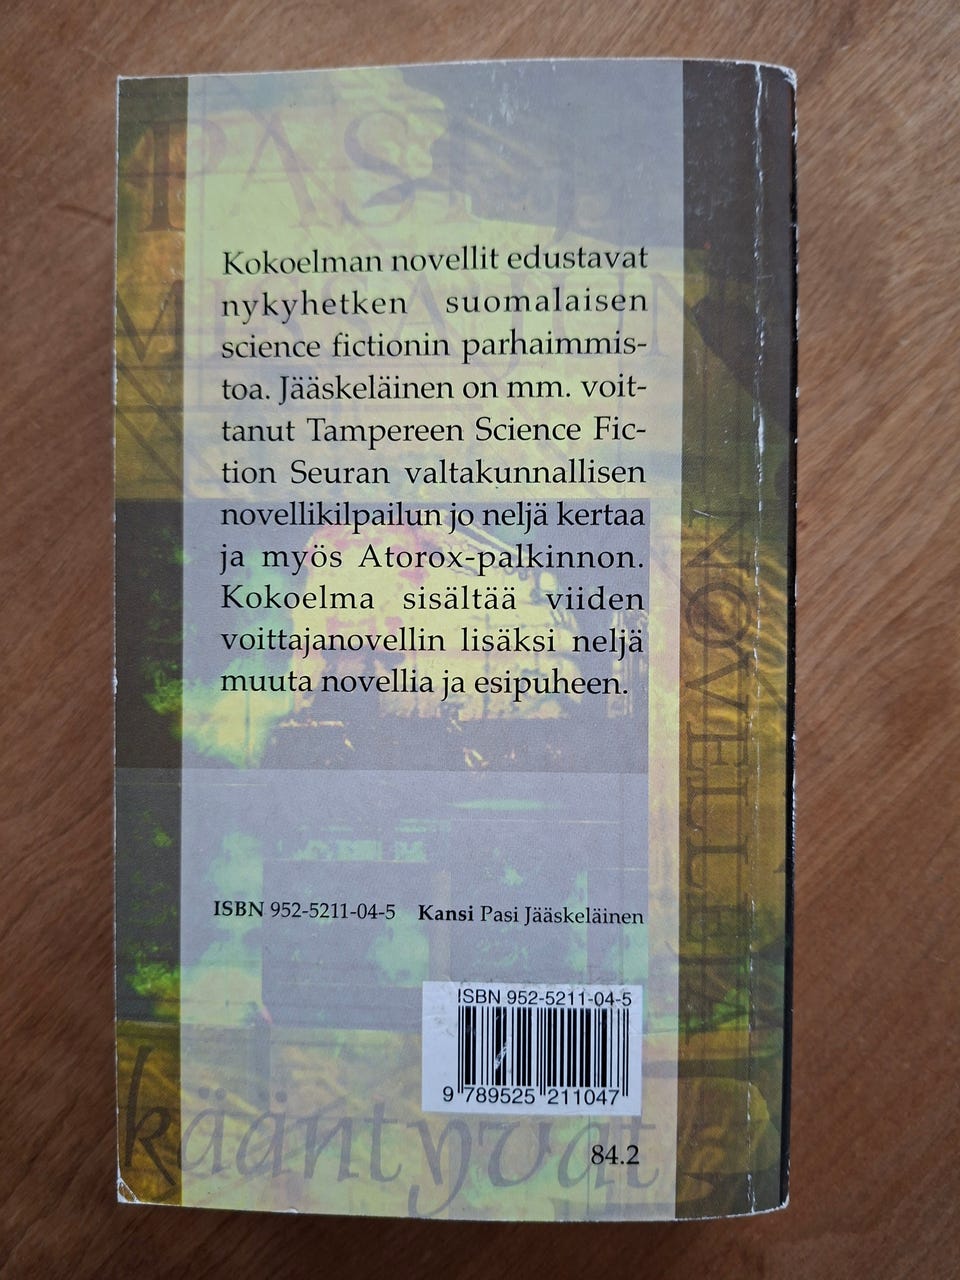 PASI
MISSÄ JUNAT
Kokoelman novellit edustavat
nykyhetken suomalaisen
science fictionin parhaimmis-
toa. Jääskeläinen on mm. voit-
tanut Tampereen Science Fic-
tion Seuran valtakunnallisen
novellikilpailun jo neljä kertaa
ja myös Atorox-palkinnon.
Kokoelma sisältää viiden
voittajanovellin lisäksi neljä
muuta novellia ja esipuheen.
NOVELLEJA
ISBN 952-5211-04-5 Kansi Pasi Jääskeläinen
ISBN 952-5211-04-5
9 789525 211047
kääntyvät
84.2